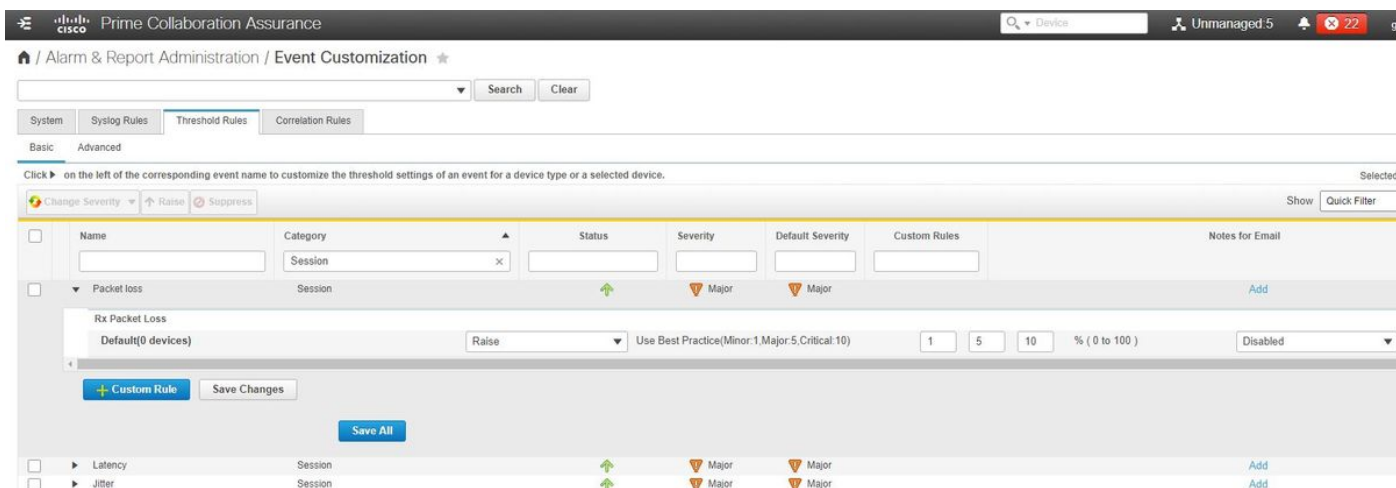 cisco Prime Collaboration Assurance Device Unmanaged:5 22
/ Alarm & Report Administration / Event Customization
Search Clear
System Syslog Rules Threshold Rules Correlation Rules
Basic Advanced
Click on the left of the corresponding event name to customize the threshold settings of an event for a device type or a selected device. Selected
Change Severity Raise Suppress Show Quick Filter
Name Category Status Severity Default Severity Custom Rules Notes for Email
Session
Packet loss Session Major Major Add
Rx Packet Loss
Default(0 devices) Raise Use Best Practice(Minor:1,Major:5,Critical:10) 1 5 10 % ( 0 to 100 ) Disabled
Custom Rule Save Changes
Save All
Latency Session Major Major Add
Jitter Session Major Major Add